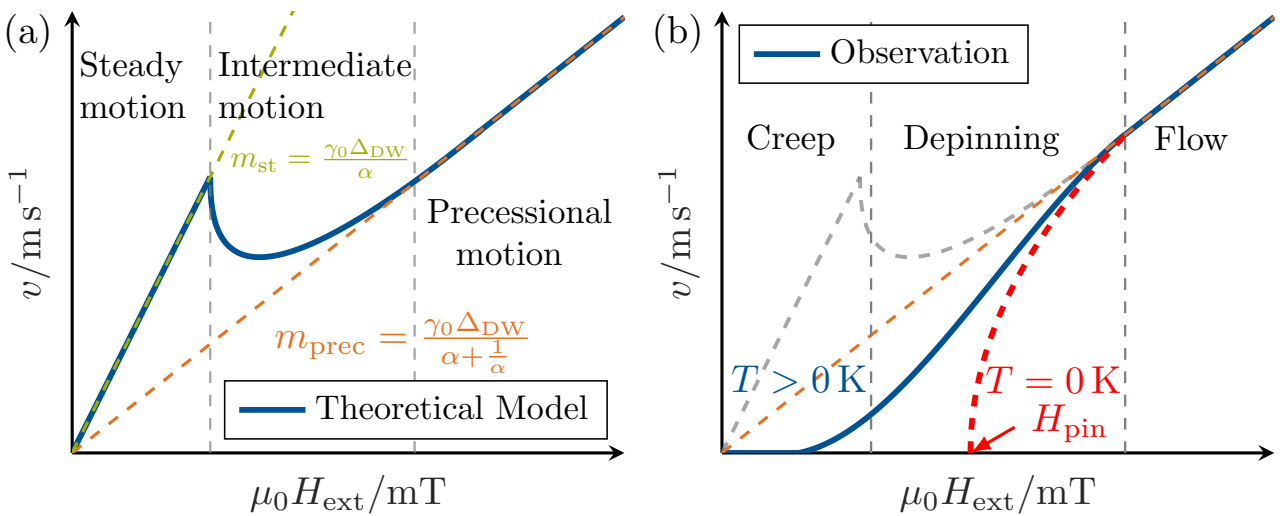 (a)
Steady
motion
Intermediate
motion
m_st = γ₀Δ_DW/α
Precessional
motion
m_prec = γ₀Δ_DW/(α + 1/α)
Theoretical Model
v/m s⁻¹
μ₀H_ext/mT
(b)
Observation
Creep
Depinning
Flow
T > 0 K
T = 0 K
H_pin
v/m s⁻¹
μ₀H_ext/mT